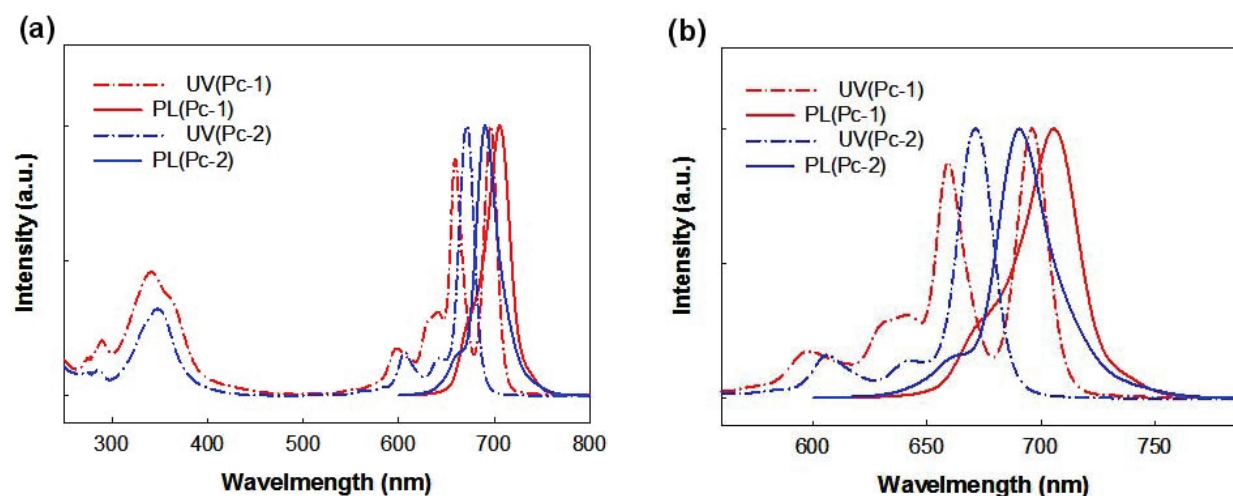 (a)
UV(Pc-1)
PL(Pc-1)
UV(Pc-2)
PL(Pc-2)
Intensity (a.u.)
300 400 500 600 700 800
Wavelmength (nm)
(b)
UV(Pc-1)
PL(Pc-1)
UV(Pc-2)
PL(Pc-2)
Intensity (a.u.)
600 650 700 750
Wavelmength (nm)